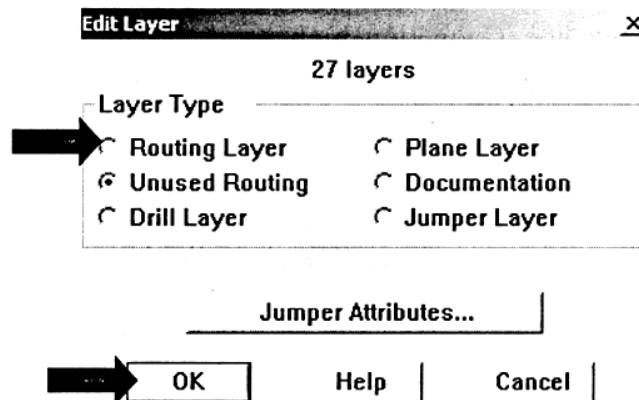 Edit Layer
27 layers
Layer Type
Routing Layer Plane Layer
Unused Routing Documentation
Drill Layer Jumper Layer
Jumper Attributes...
OK Help Cancel